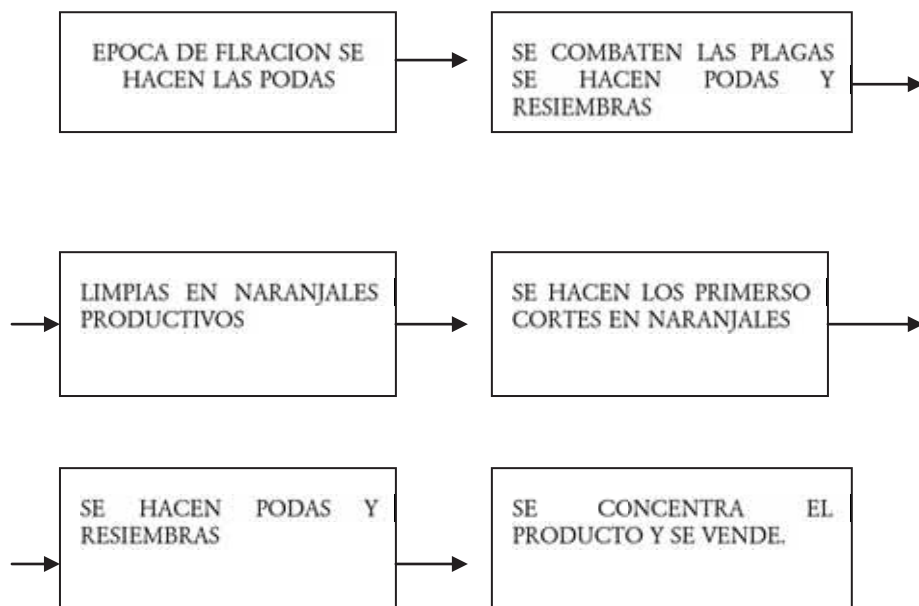 EPOCA DE FLRACION SE
HACEN LAS PODAS
SE COMBATEN LAS PLAGAS
SE HACEN PODAS Y
RESIEMBRAS
LIMPIAS EN NARANJALES
PRODUCTIVOS
SE HACEN LOS PRIMERSO
CORTES EN NARANJALES
SE HACEN PODAS Y
RESIEMBRAS
SE CONCENTRA EL
PRODUCTO Y SE VENDE.